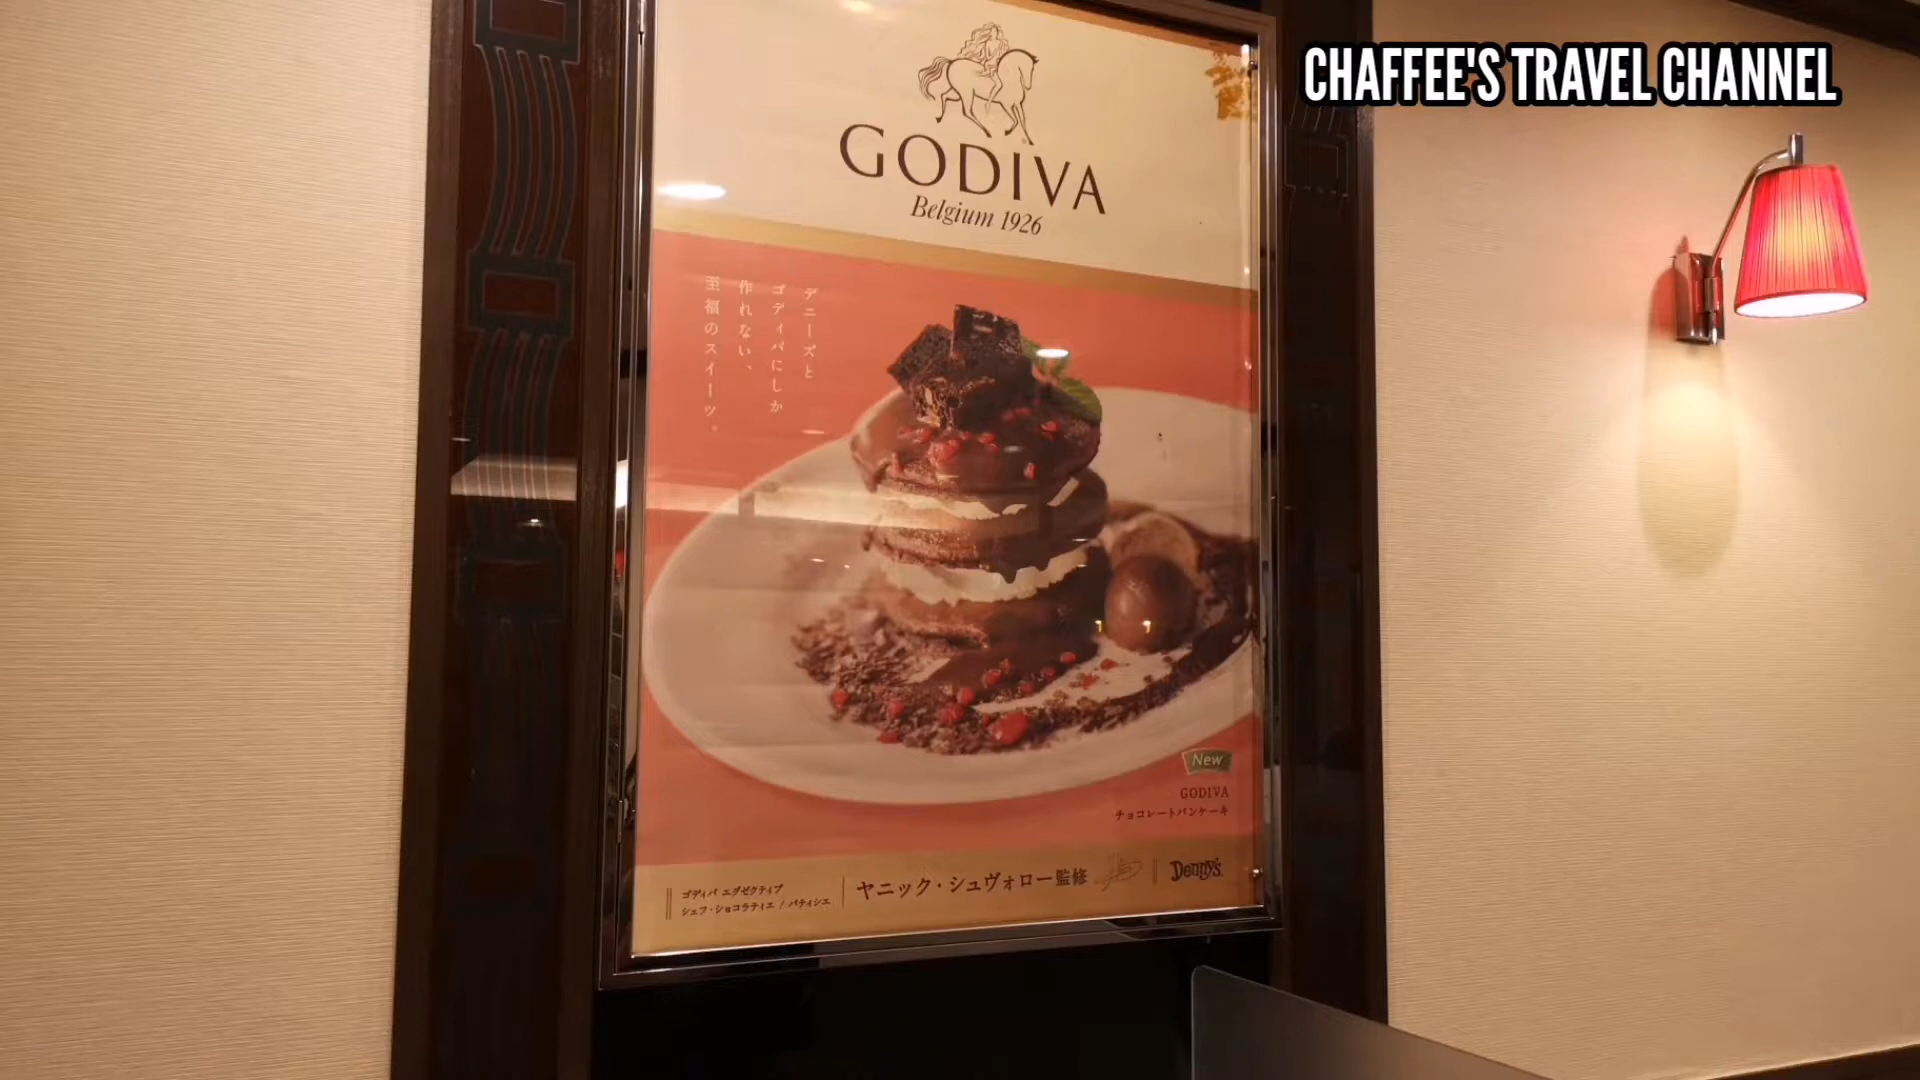 CHAFFEE'S TRAVEL CHANNEL
GODIVA
Belgium 1926
デニーズと
ゴディバにしか
作れない、
至福のスイーツ。
New
GODIVA
チョコレートパンケーキ
ゴディバ エグゼクティブ
シェフ・ショコラティエ / パティシエ
ヤニック・シュヴォロー監修
Denny's